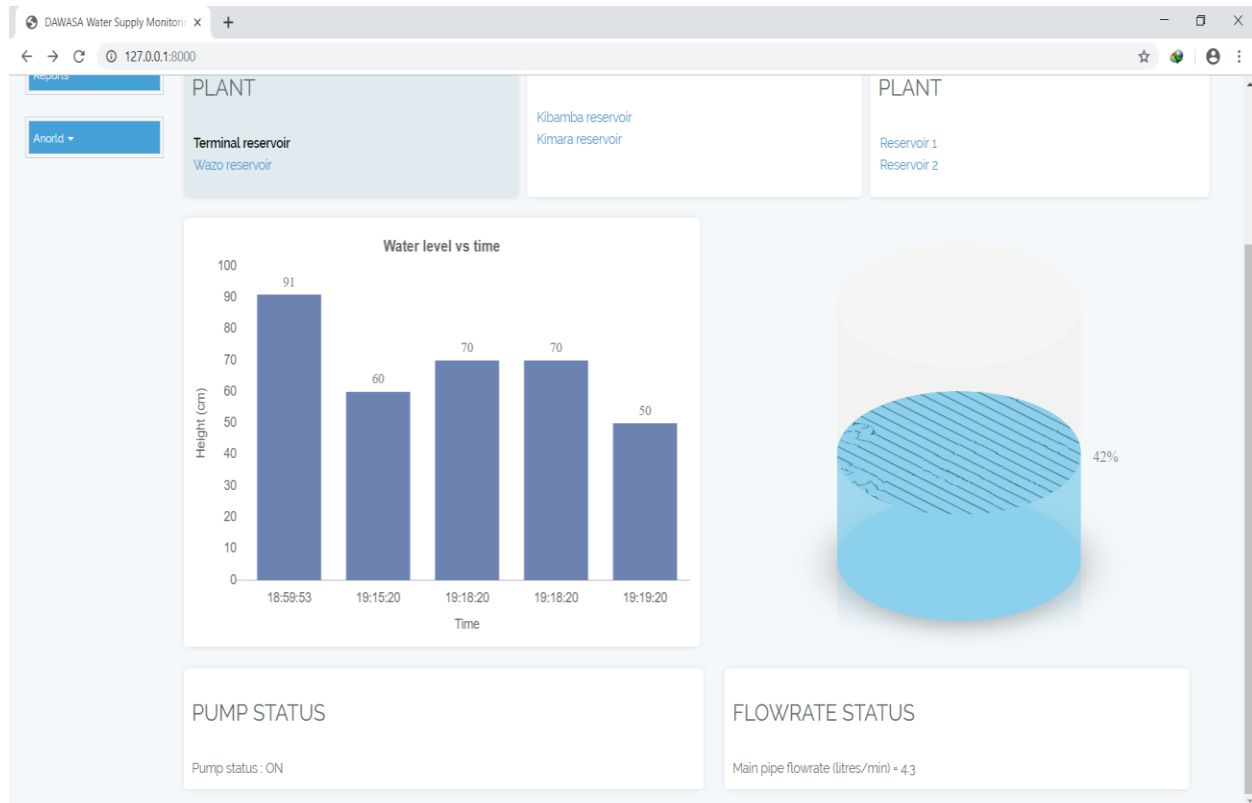 DAWASA Water Supply Monitorin
127.0.0.1:8000
Reports
Anorld
PLANT
Terminal reservoir
Wazo reservoir
Kibamba reservoir
Kimara reservoir
PLANT
Reservoir 1
Reservoir 2
Water level vs time
100
90
80
70
60
50
40
30
20
10
0
Height (cm)
91
60
70
70
50
18:59:53 19:15:20 19:18:20 19:18:20 19:19:20
Time
42%
PUMP STATUS
Pump status : ON
FLOWRATE STATUS
Main pipe flowrate (litres/min) = 4.3